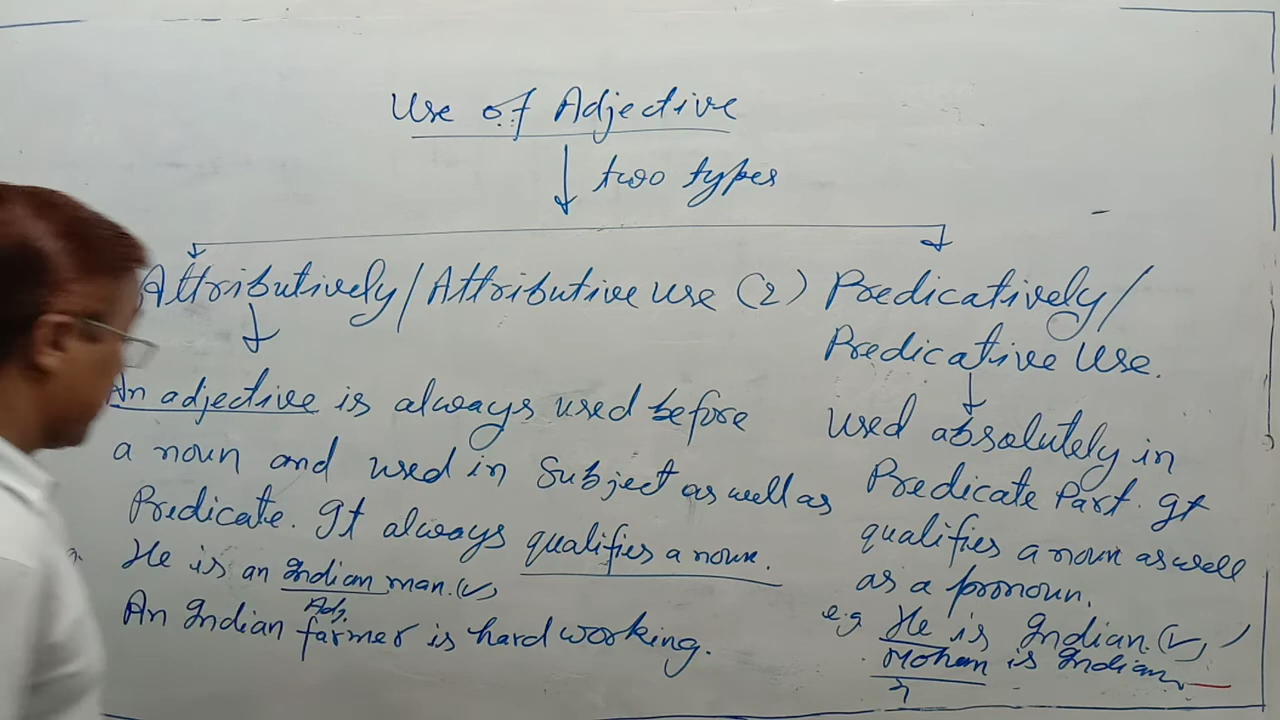 Use of Adjective
two types
Attributively/Attributive use (2) Predicatively/
Predicative Use.
An adjective is always used before
a noun and used in Subject as well as
Predicate. It always qualifies a noun.
He is an Indian man. (✓)
Adj.
An Indian farmer is hard working.
Used absolutely in
Predicate Part. It
qualifies a noun as well
as a pronoun.
e.g He is Indian. (✓)
Mohan is Indian